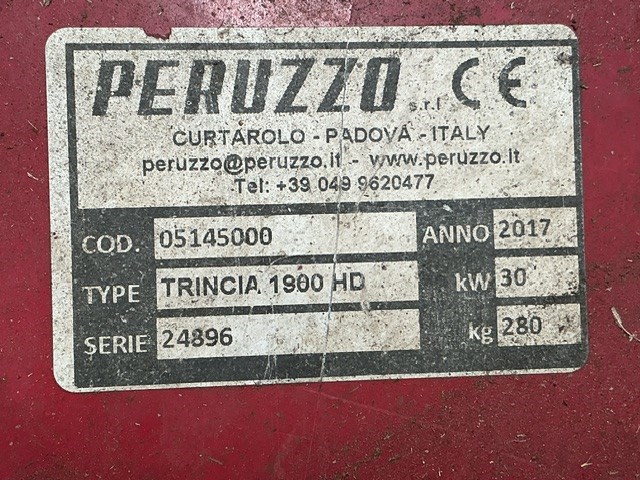 PERUZZO s.r.l CE
CURTAROLO - PADOVA - ITALY
peruzzo@peruzzo.it - www.peruzzo.it
Tel: +39 049 9620477
COD. 05145000 ANNO 2017
TYPE TRINCIA 1900 HD kW 30
SERIE 24896 kg 280